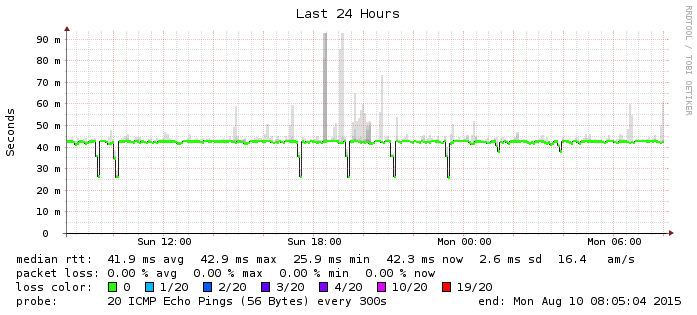 Last 24 Hours
RRDTOOL / TOBI OETIKER
Seconds
90 m
80 m
70 m
60 m
50 m
40 m
30 m
20 m
10 m
0
Sun 12:00 Sun 18:00 Mon 00:00 Mon 06:00
median rtt: 41.9 ms avg 42.9 ms max 25.9 ms min 42.3 ms now 2.6 ms sd 16.4 am/s
packet loss: 0.00 % avg 0.00 % max 0.00 % min 0.00 % now
loss color: 0 1/20 2/20 3/20 4/20 10/20 19/20
probe: 20 ICMP Echo Pings (56 Bytes) every 300s end: Mon Aug 10 08:05:04 2015